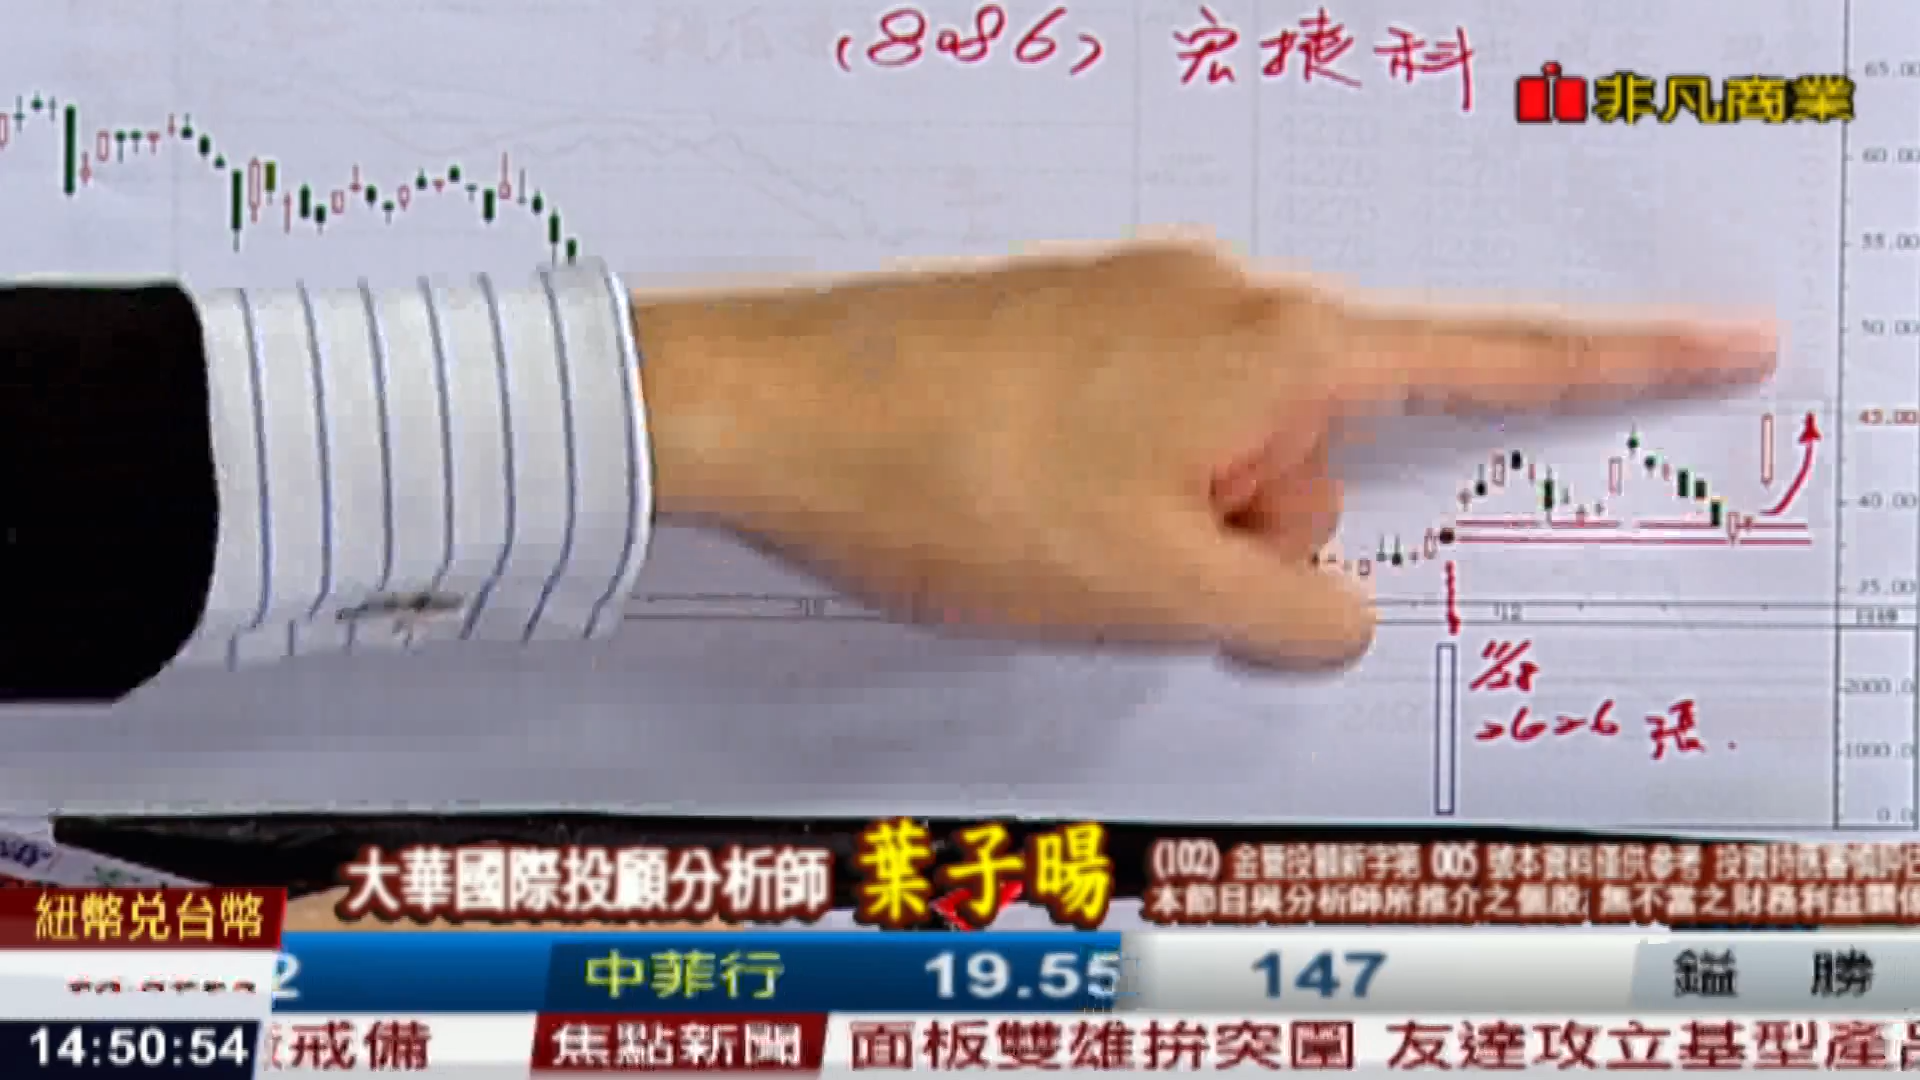 (8086) 宏捷科
非凡商業
65.00
60.00
55.00
50.00
45.00
40.00
35.00
12
11/28
2626 張.
2000.0
1000.0
0.0
大華國際投顧分析師 葉子暘
(102) 金管投顧新字第 005 號本資料僅供參考 投資時應審慎評估
本節目與分析師所推介之個股 無不當之財務利益關係
紐幣兌台幣
2 中菲行 19.55 147 鎰 勝
14:50:54 戒備 焦點新聞 面板雙雄拚突圍 友達攻立基型產品